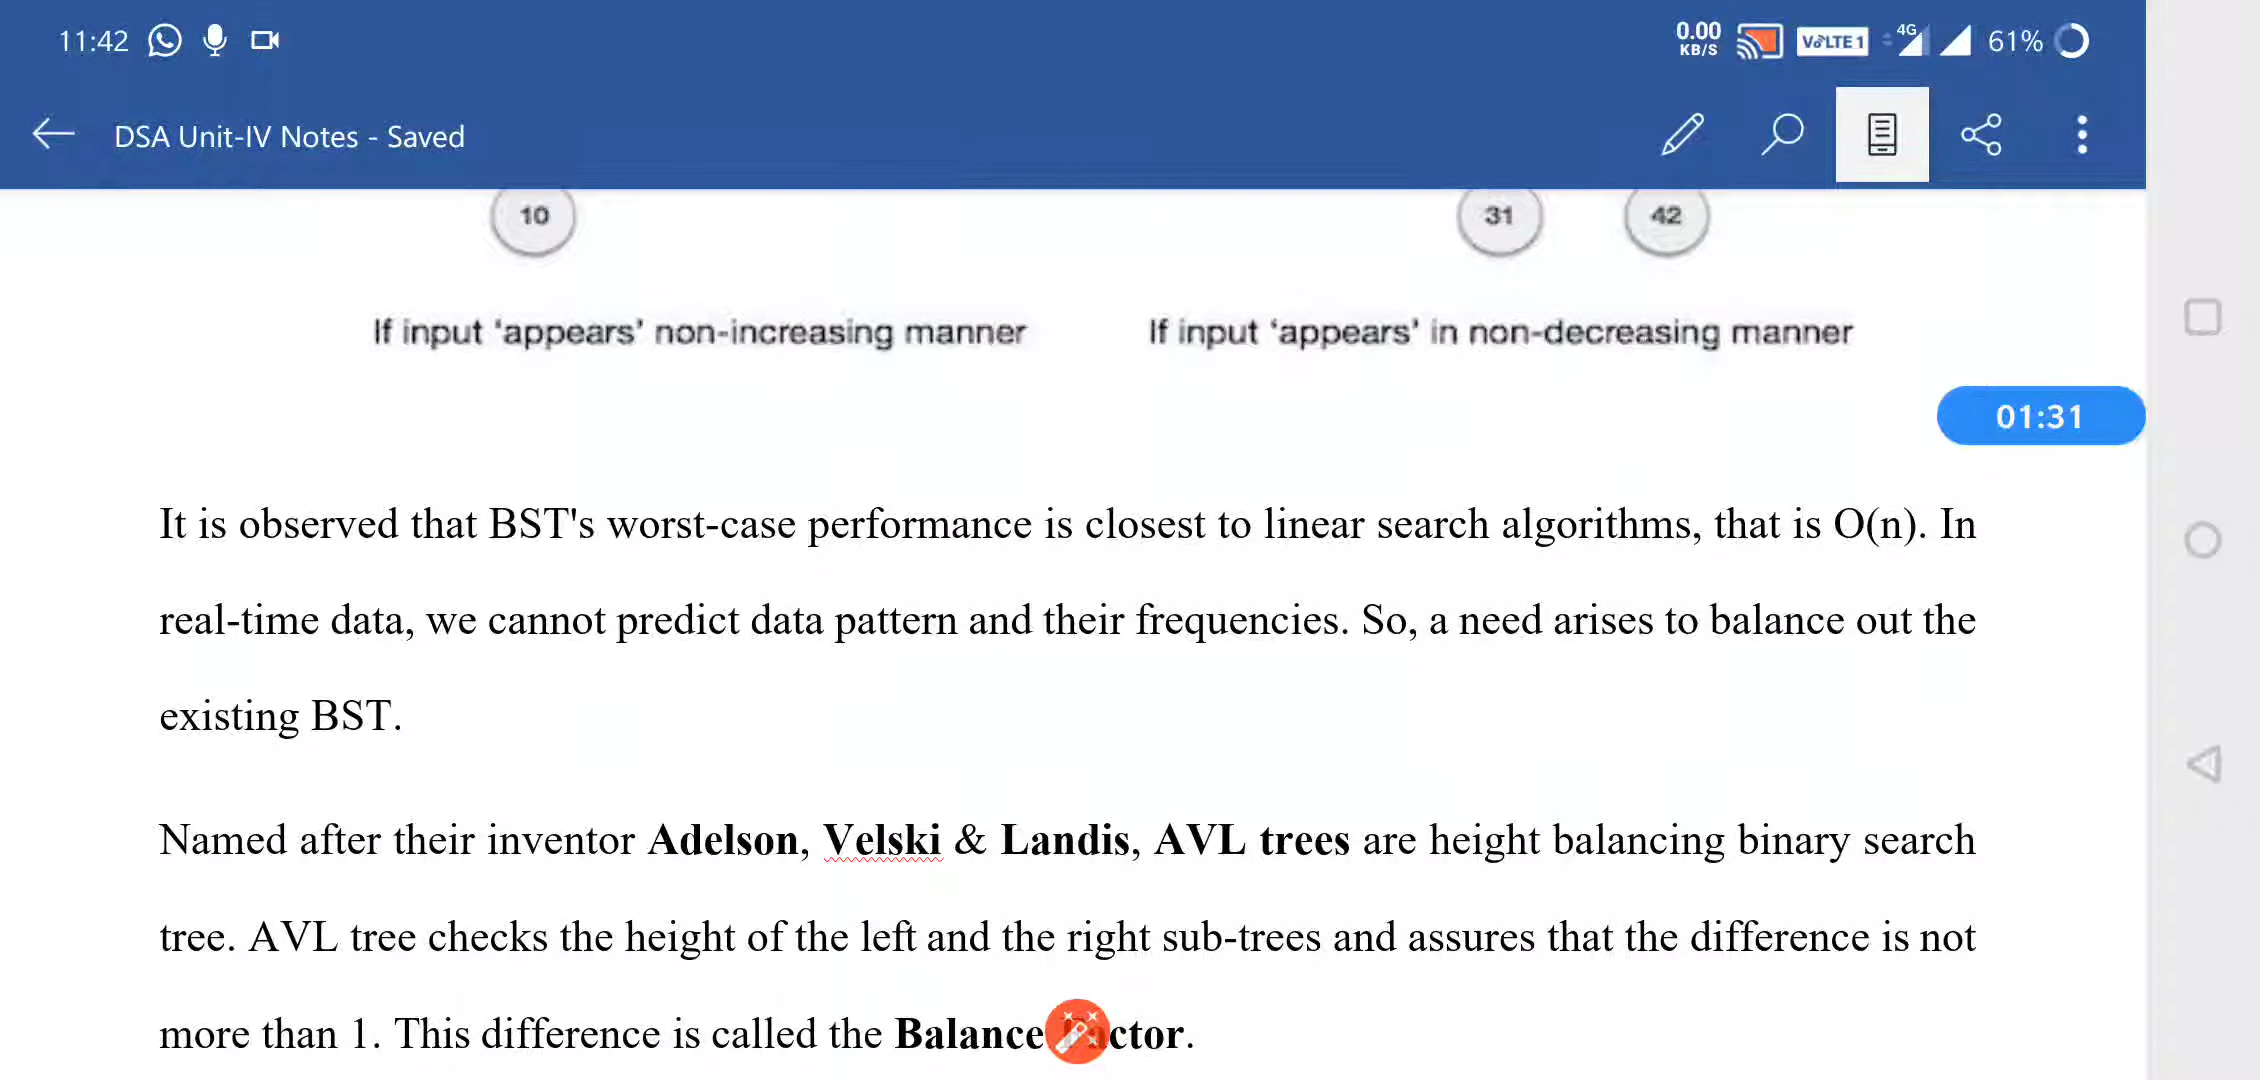 11:42
0.00
KB/S
VoLTE 1
4G
61%
DSA Unit-IV Notes - Saved
10
31
42
If input 'appears' non-increasing manner
If input 'appears' in non-decreasing manner
01:31
It is observed that BST's worst-case performance is closest to linear search algorithms, that is O(n). In
real-time data, we cannot predict data pattern and their frequencies. So, a need arises to balance out the
existing BST.
Named after their inventor Adelson, Velski & Landis, AVL trees are height balancing binary search
tree. AVL tree checks the height of the left and the right sub-trees and assures that the difference is not
more than 1. This difference is called the Balance Factor.